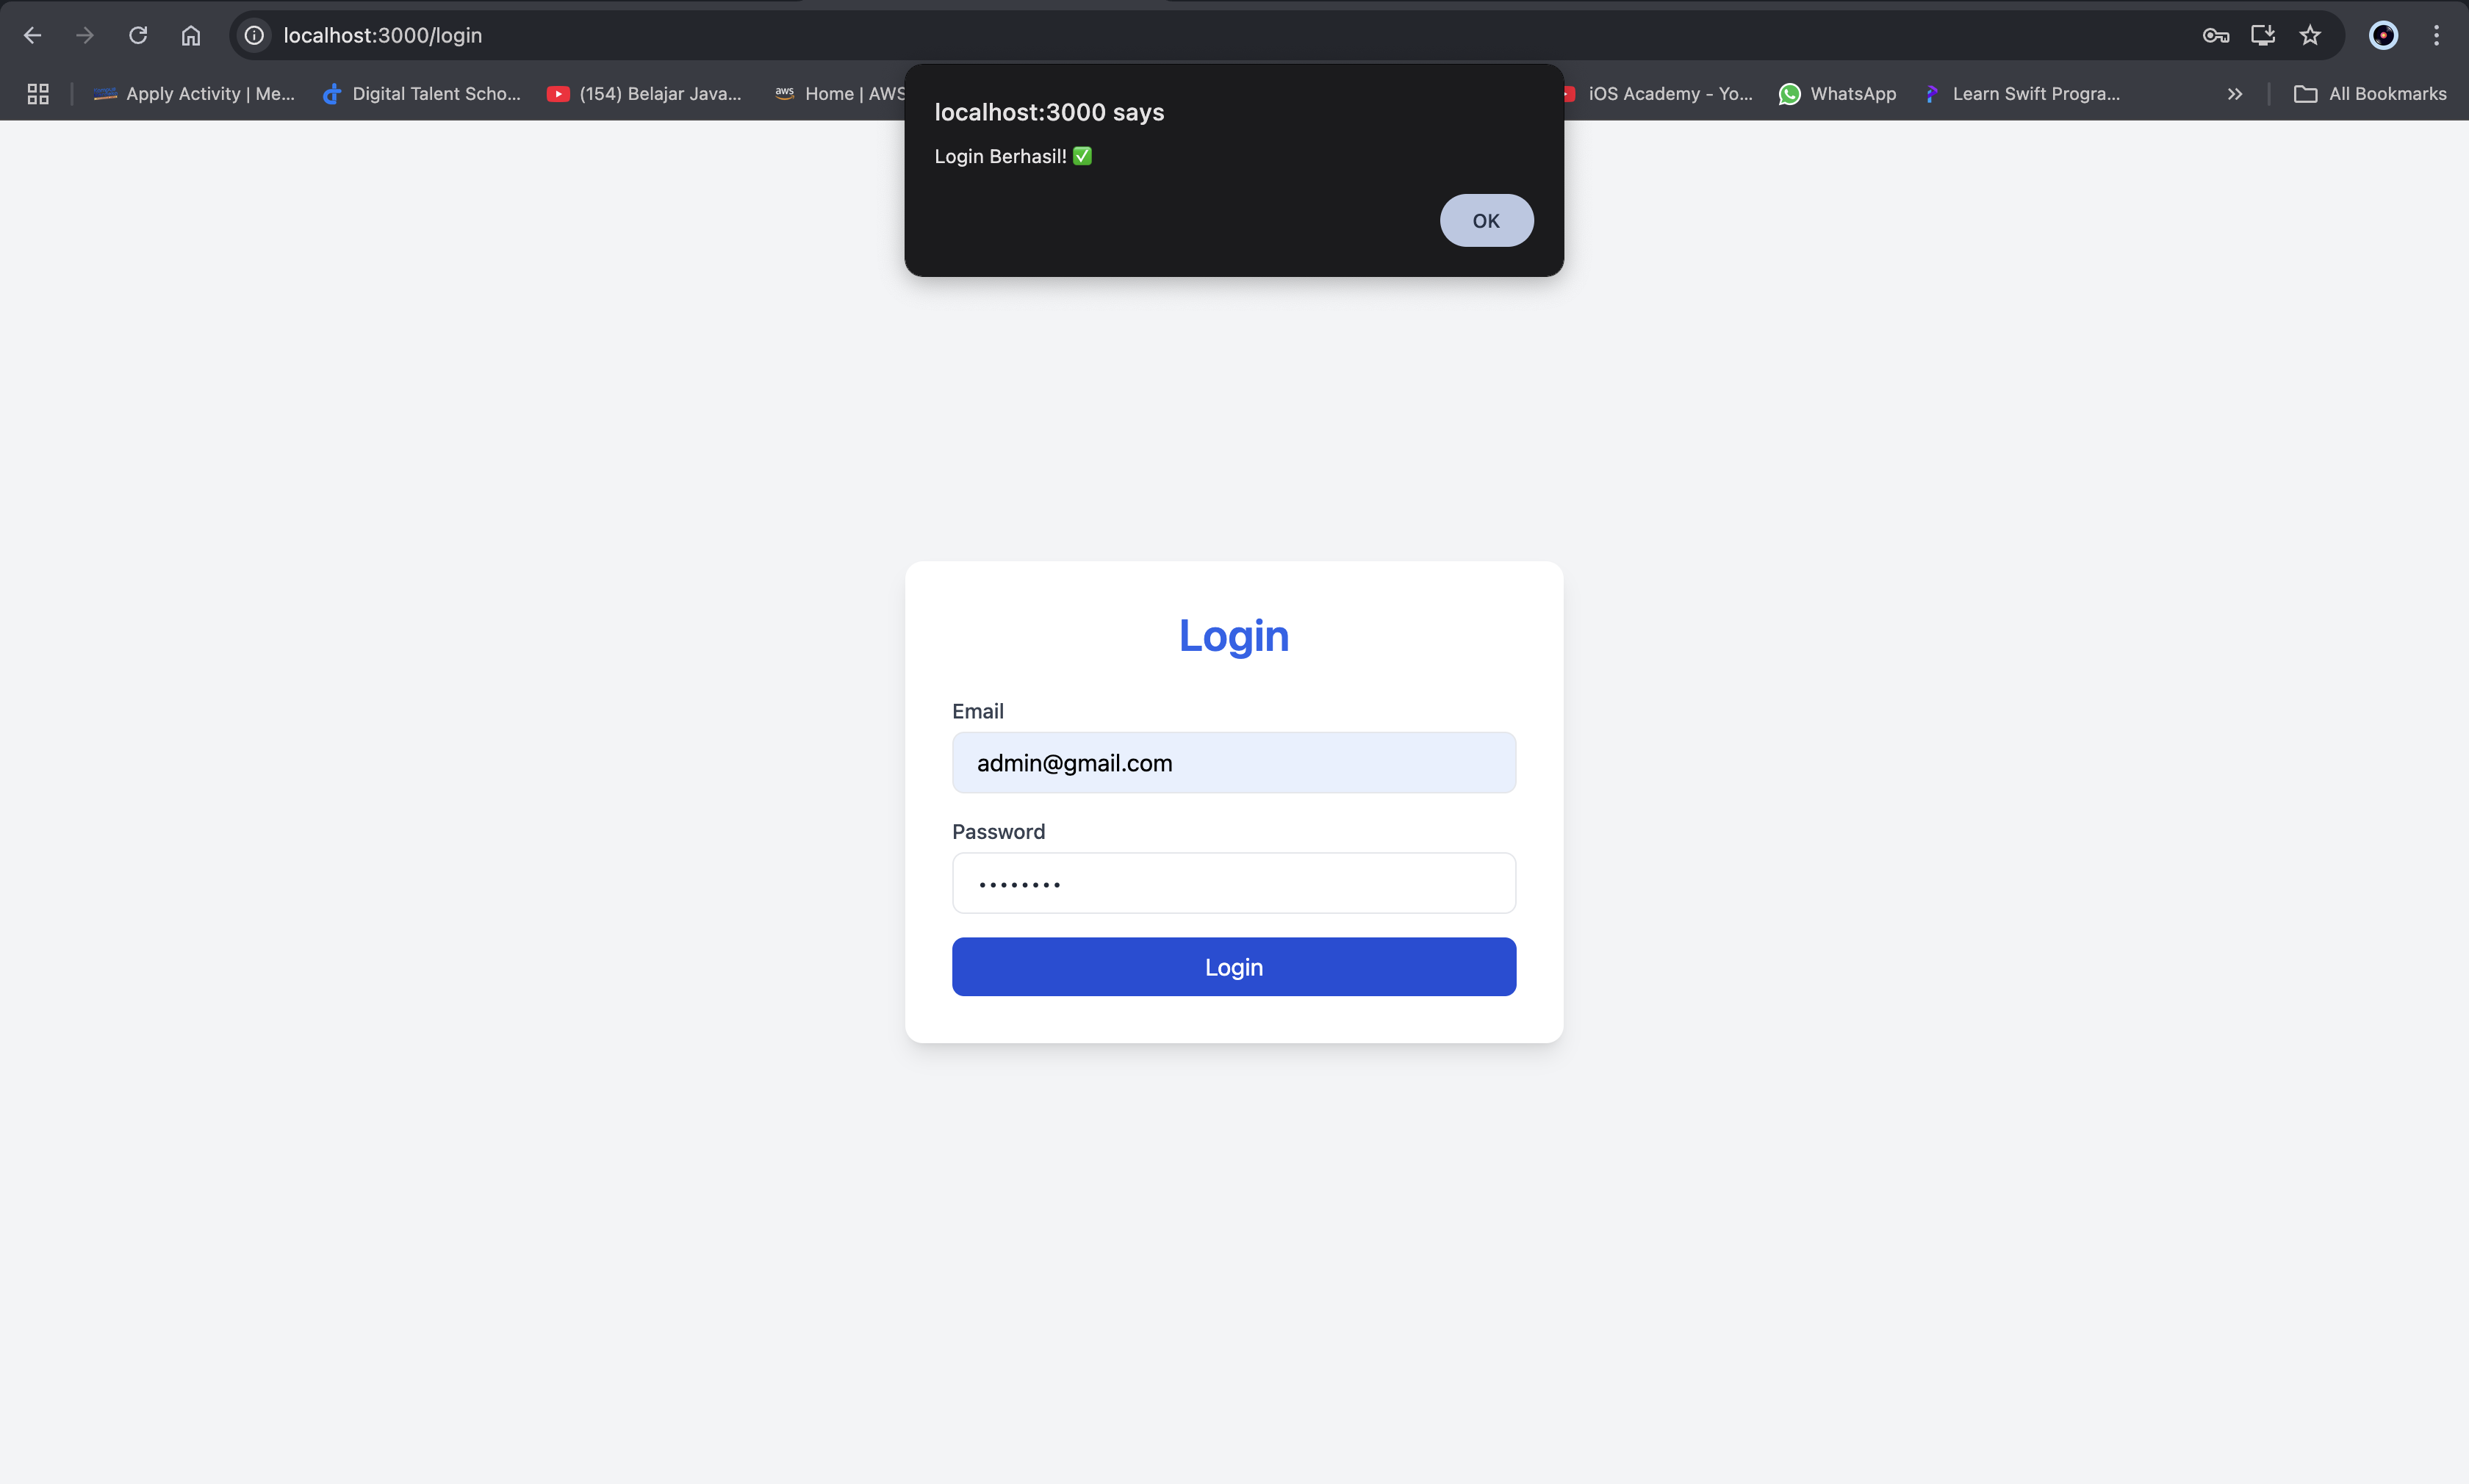 localhost:3000/login
Apply Activity | Me... Digital Talent Scho... (154) Belajar Java... aws Home | AWS iOS Academy - Yo... WhatsApp Learn Swift Progra... All Bookmarks
localhost:3000 says
Login Berhasil! ✅
OK
Login
Email
admin@gmail.com
Password
••••••••
Login